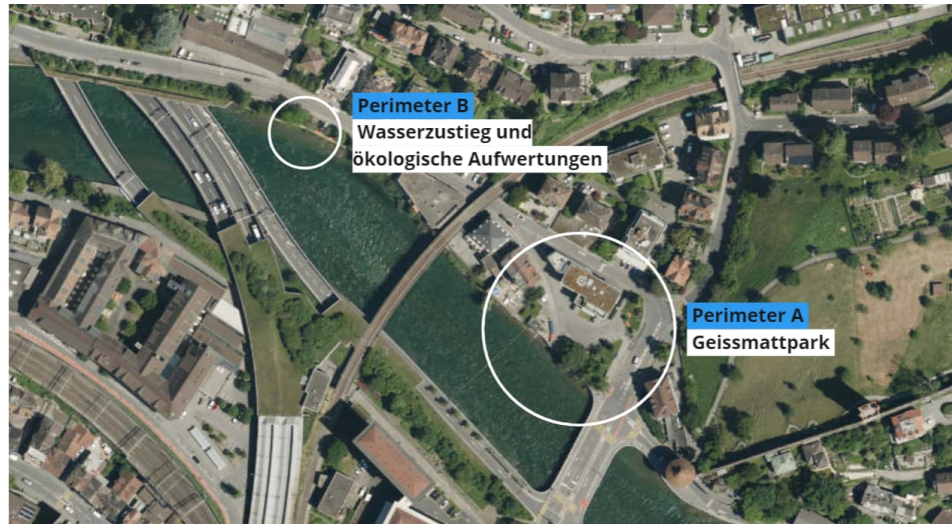 Perimeter B
Wasserzustieg und
ökologische Aufwertungen
Perimeter A
Geissmattpark